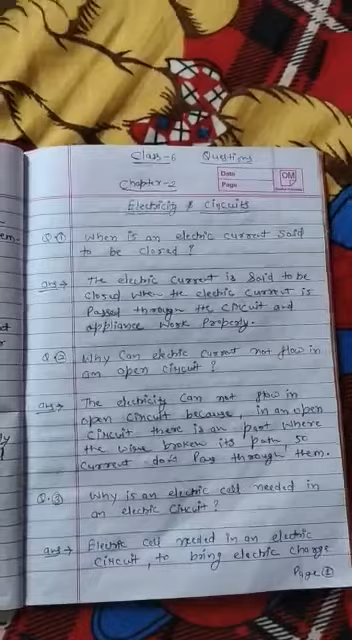 Class-6 Questions
Date
Page
OM
Chapter-2
Electricity & Circuits
Q.① When is an electric current said
to be closed?
ans→ The electric current is said to be
closed when the electric current is
Passed through the circuit and
appliance work Properly.
Q.② Why Can electric current not flow in
an open circuit?
ans→ The electricity Can not flow in
open circuit because, in an open
circuit there is an part where
the wire broken its path, so
current do's Pass through them.
Q.③ Why is an electric cell needed in
an electric circuit?
ans→ Electric Cell needed in an electric
circuit, to bring electric charge
Page ①